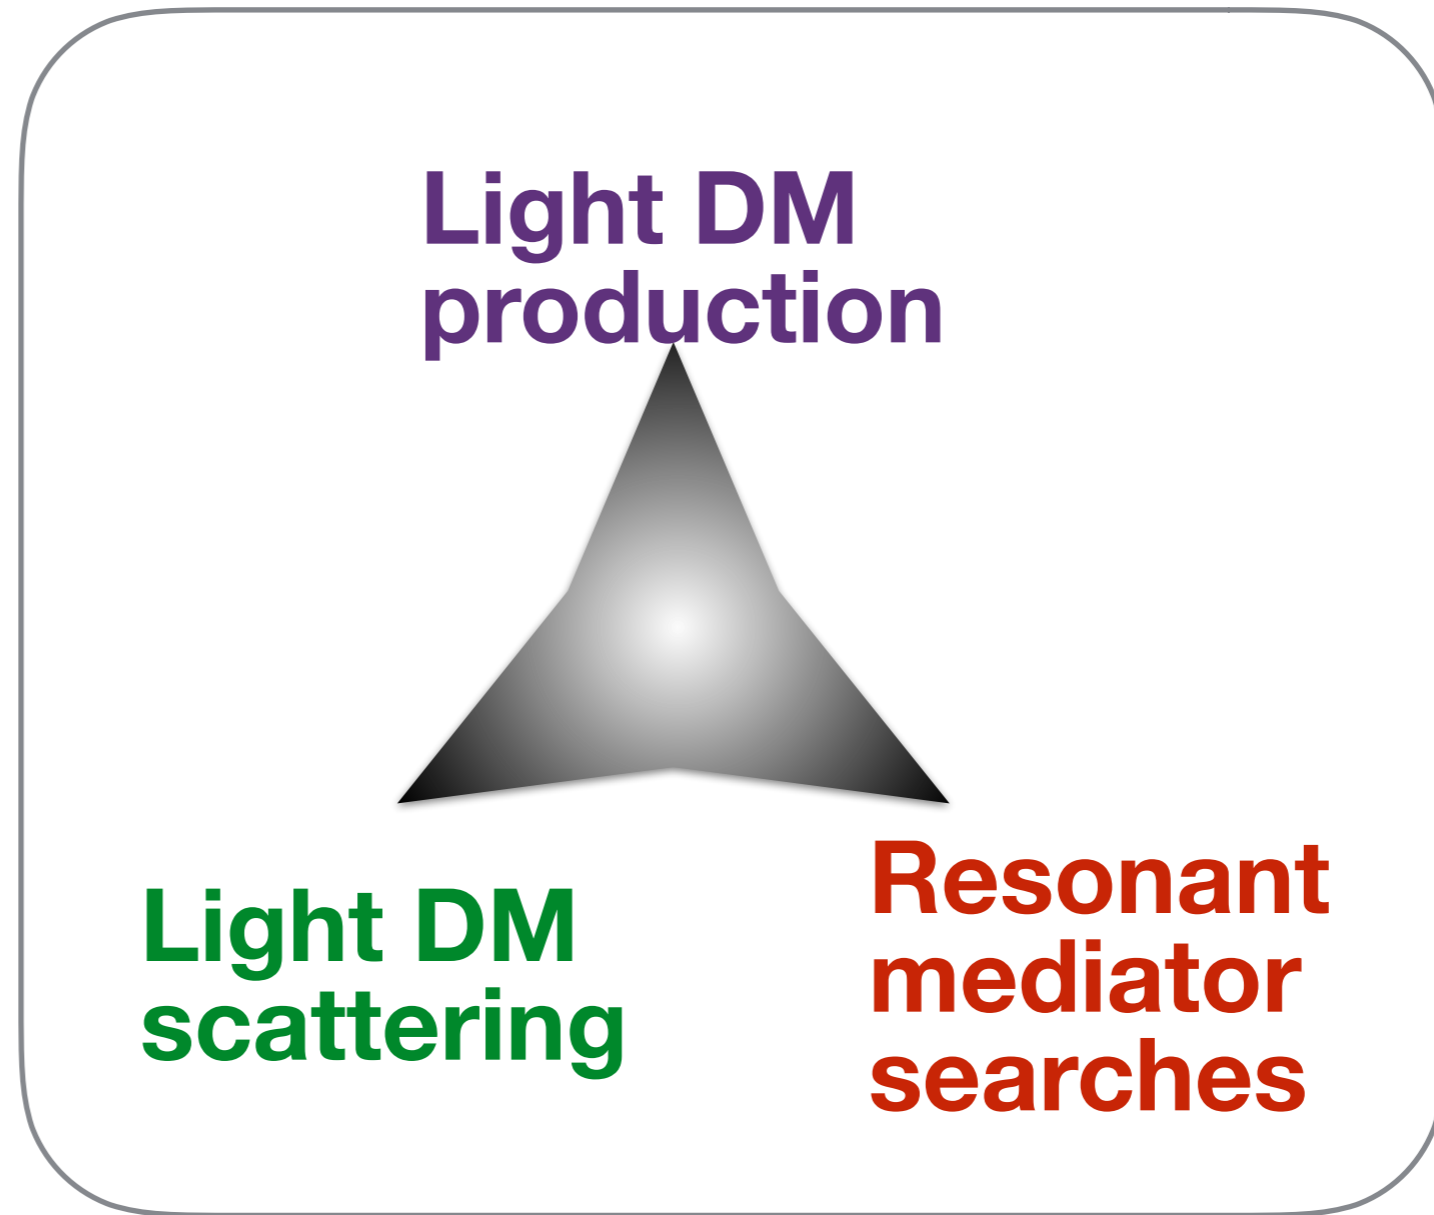 Light DM
production
Light DM
scattering
Resonant
mediator
searches